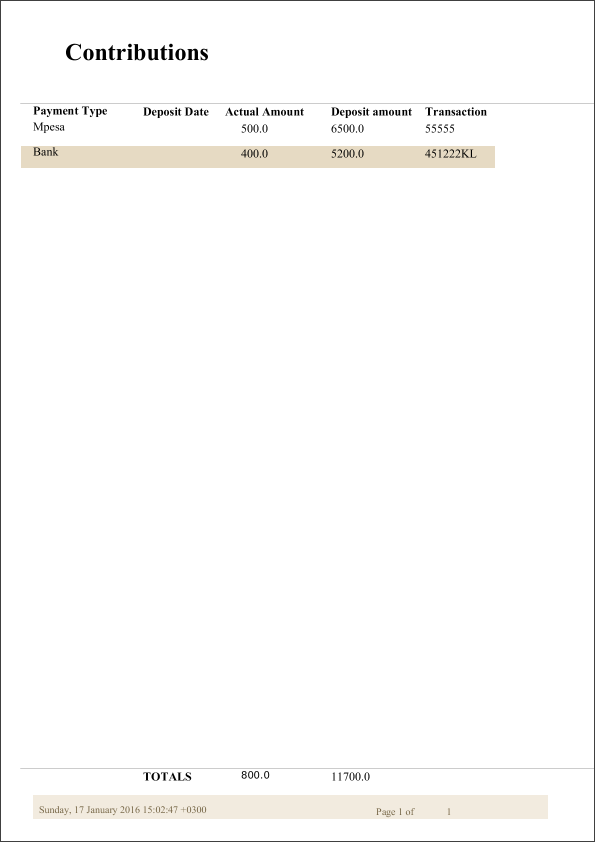 Contributions
Payment Type Deposit Date Actual Amount Deposit amount Transaction
Mpesa 500.0 6500.0 55555
Bank 400.0 5200.0 451222KL
TOTALS 800.0 11700.0
Sunday, 17 January 2016 15:02:47 +0300 Page 1 of 1